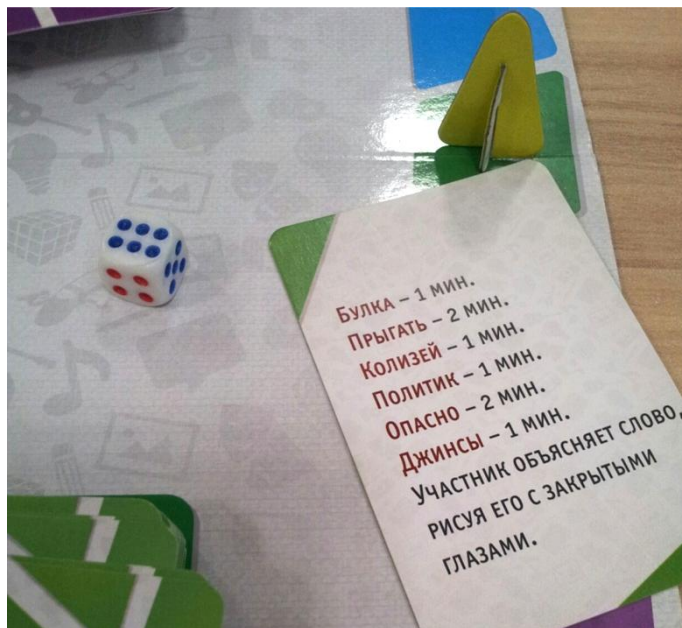 Булка – 1 мин.
Прыгать – 2 мин.
Колизей – 1 мин.
Политик – 1 мин.
Опасно – 2 мин.
Джинсы – 1 мин.
Участник объясняет слово,
рисуя его с закрытыми
глазами.